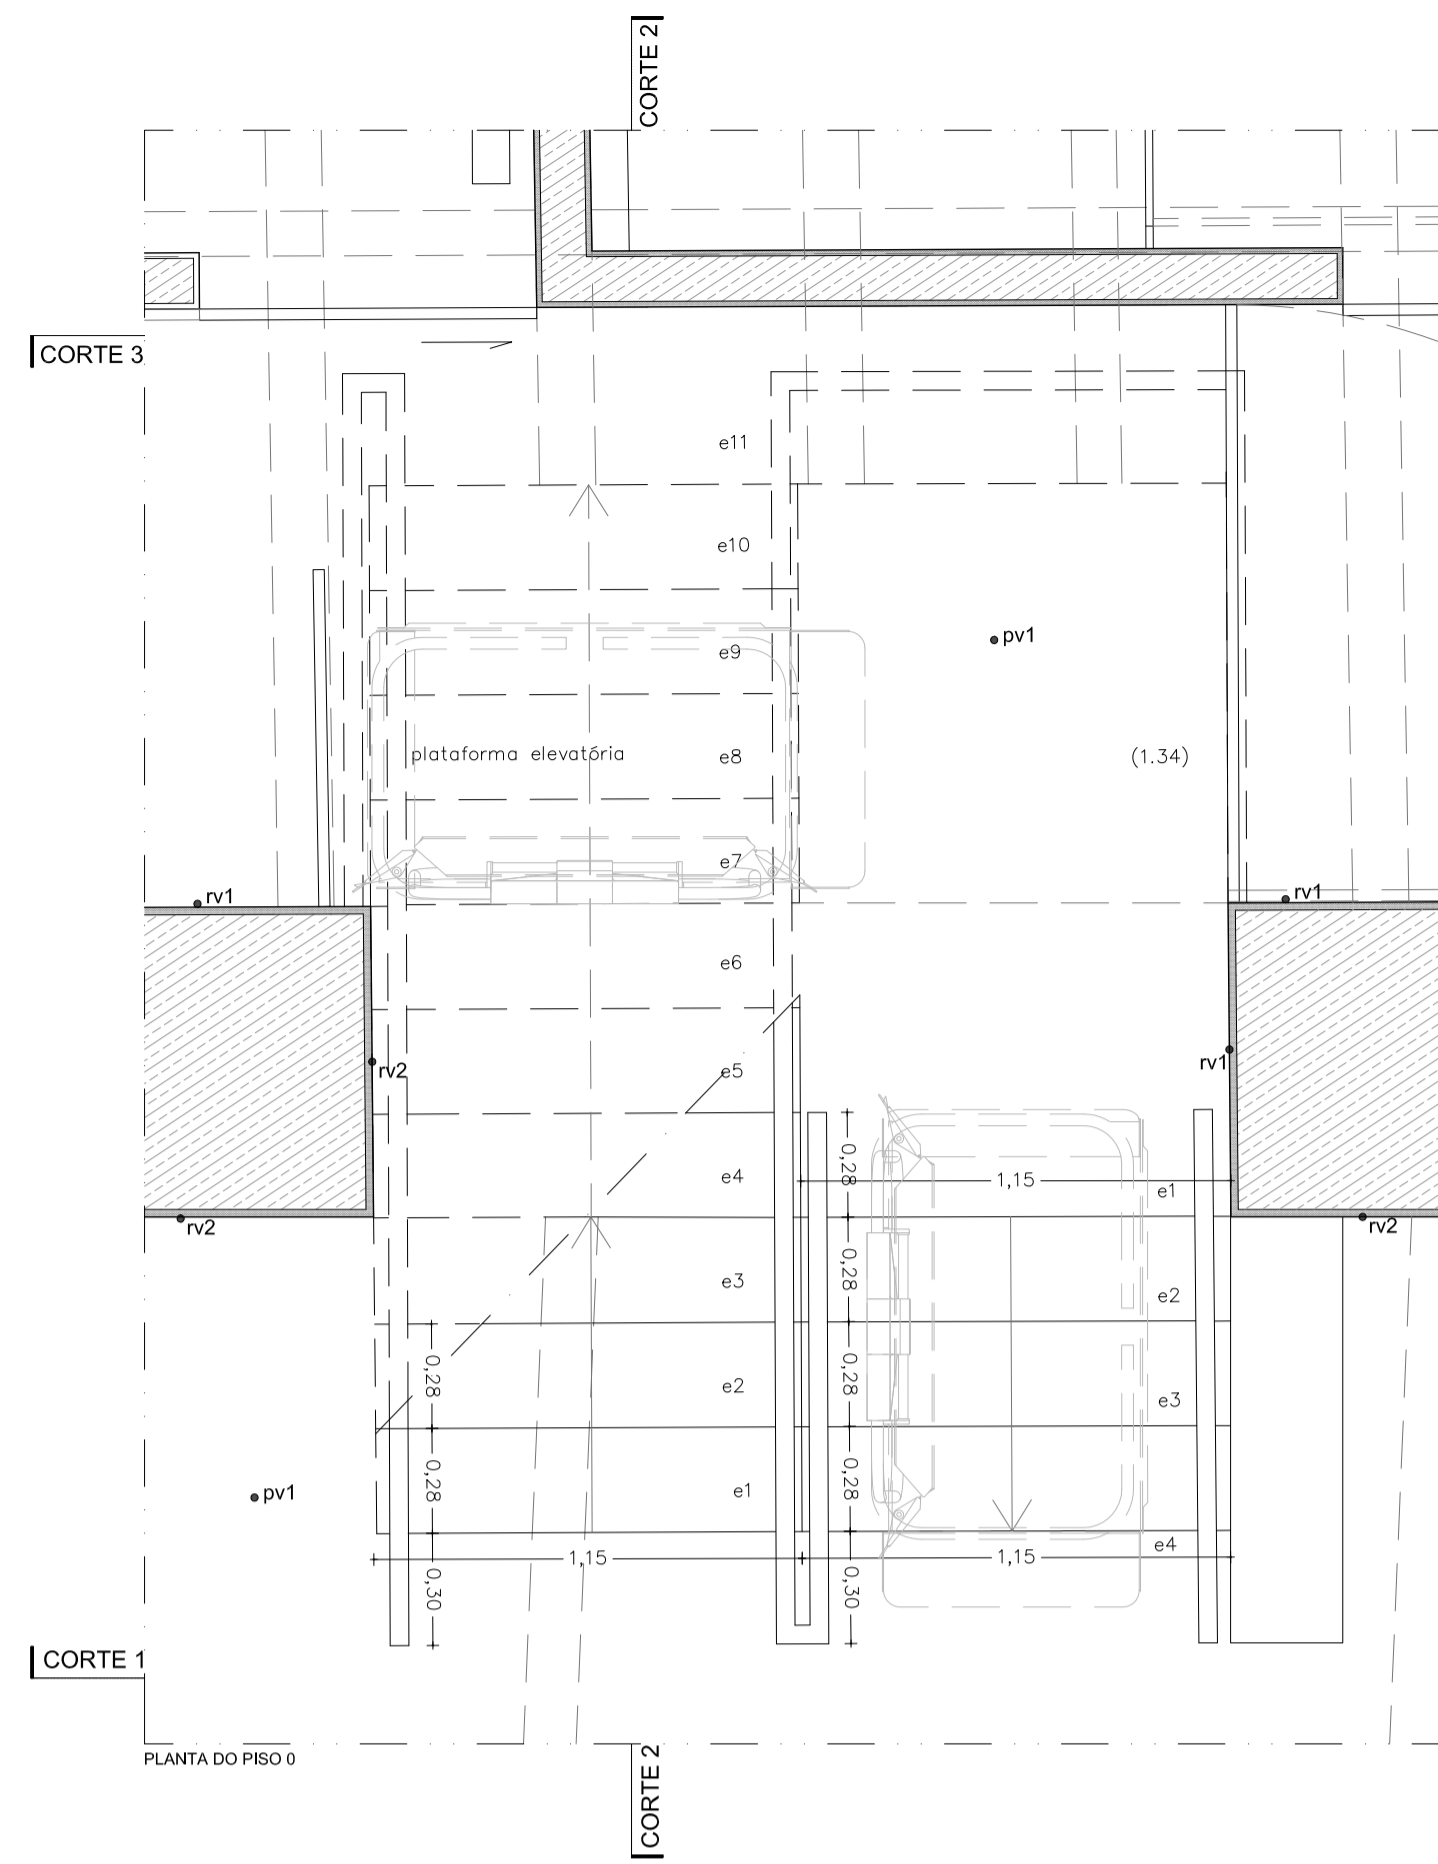 CORTE 2
CORTE 3
e11
e10
pv1
e9
plataforma elevatória
e8
(1.34)
e7
rv1
rv1
e6
rv1
rv2
e5
0,28
e4
1,15
e1
rv2
rv2
0,28
e3
e2
0,28
0,28
e2
e3
0,28
0,28
e1
pv1
e4
1,15
1,15
0,30
0,30
CORTE 1
PLANTA DO PISO 0
CORTE 2